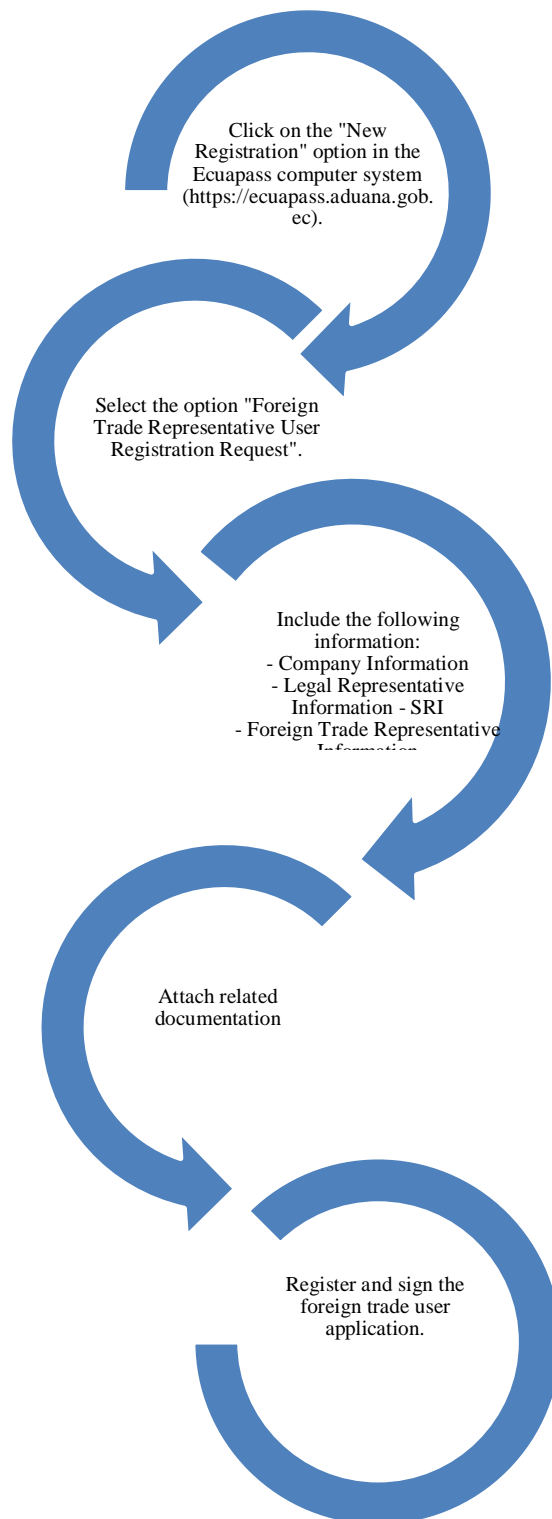 Click on the "New
Registration" option in the
Ecuapass computer system
(https://ecuapass.aduana.gob.
ec).
Select the option "Foreign
Trade Representative User
Registration Request".
Include the following
information:
- Company Information
- Legal Representative
Information - SRI
- Foreign Trade Representative
Information
Attach related
documentation
Register and sign the
foreign trade user
application.